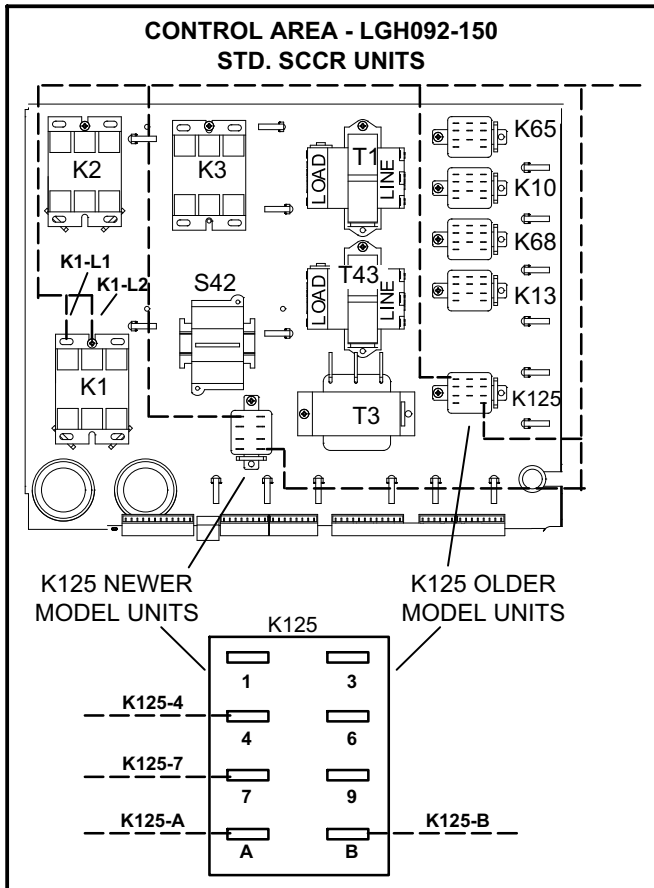 CONTROL AREA - LGH092-150
STD. SCCR UNITS
K2
K3
LOAD
T1
LINE
K65
K10
K68
K13
K1-L1
K1-L2
S42
LOAD
T43
LINE
K1
T3
K125
K125 NEWER
MODEL UNITS
K125 OLDER
MODEL UNITS
K125
1 3
K125-4
4 6
K125-7
7 9
K125-A
K125-B
A B